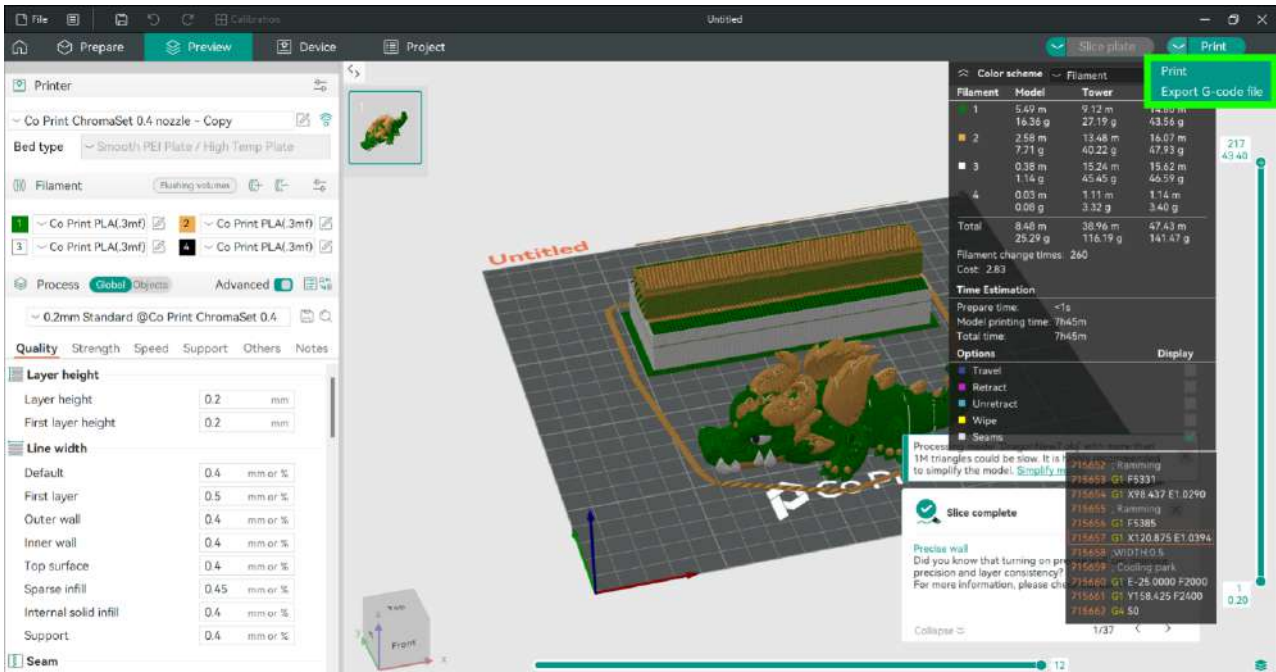 File
Calibration
Untitled
Prepare
Preview
Device
Project
Slice plate
Print
Print
Export G-code file
Printer
Co Print ChromaSet 0.4 nozzle - Copy
Bed type
Smooth PEI Plate / High Temp Plate
Filament
Flushing volumes
1 Co Print PLA(.3mf) 2 Co Print PLA(.3mf)
3 Co Print PLA(.3mf) 4 Co Print PLA(.3mf)
Process Global Objects Advanced
0.2mm Standard @Co Print ChromaSet 0.4
Quality Strength Speed Support Others Notes
Layer height
Layer height 0.2 mm
First layer height 0.2 mm
Line width
Default 0.4 mm or %
First layer 0.5 mm or %
Outer wall 0.4 mm or %
Inner wall 0.4 mm or %
Top surface 0.4 mm or %
Sparse infill 0.45 mm or %
Internal solid infill 0.4 mm or %
Support 0.4 mm or %
Seam
Untitled
Front
Color scheme Filament
Filament Model Tower
1 5.49 m 9.12 m 14.60 m
16.36 g 27.19 g 43.56 g
2 2.58 m 13.48 m 16.07 m
7.71 g 40.22 g 47.93 g
3 0.38 m 15.24 m 15.62 m
1.14 g 45.45 g 46.59 g
4 0.03 m 1.11 m 1.14 m
0.08 g 3.32 g 3.40 g
Total 8.48 m 38.96 m 47.43 m
25.29 g 116.19 g 141.47 g
Filament change times: 260
Cost: 2.83
Time Estimation
Prepare time: <1s
Model printing time: 7h45m
Total time: 7h45m
Options Display
Travel
Retract
Unretract
Wipe
Seams
217
43.40
1M triangles could be slow. It is
to simplify the model. Simplify
Slice complete
Precise wall
Did you know that turning on
precision and layer consistency?
For more information, please
Collapse
1/37
715652 ; Ramming
715653 G1 F5331
715654 G1 X98.437 E1.0290
715655 ; Ramming
715656 G1 F5385
715657 G1 X120.875 E1.0394
715658 ;WIDTH:0.5
715659 ; Cooling park
715660 G1 E-25.0000 F2000
715661 G1 Y158.425 F2400
715662 G4 S0
1
0.20
12